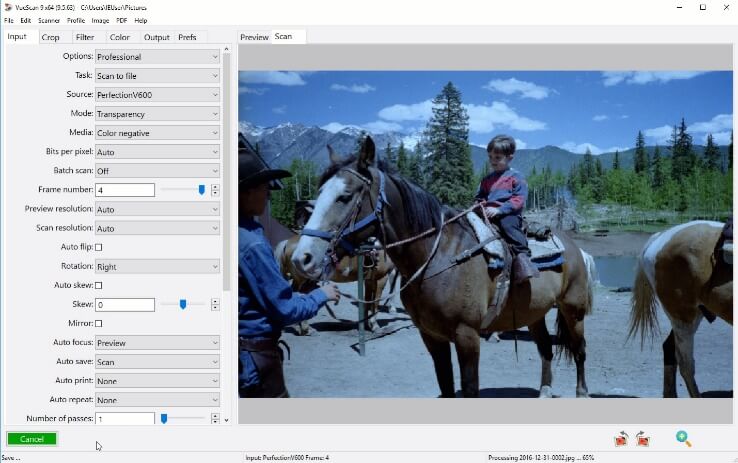 VueScan 9 x64 (9.5.63) C:\Users\IEUser\Pictures
File Edit Scanner Profile Image PDF Help
Input Crop Filter Color Output Prefs
Preview Scan
Options: Professional
Task: Scan to file
Source: PerfectionV600
Mode: Transparency
Media: Color negative
Bits per pixel: Auto
Batch scan: Off
Frame number: 4
Preview resolution: Auto
Scan resolution: Auto
Auto flip:
Rotation: Right
Auto skew:
Skew: 0
Mirror:
Auto focus: Preview
Auto save: Scan
Auto print: None
Auto repeat: None
Number of passes: 1
Cancel
Save ... Input: PerfectionV600 Frame: 4 Processing 2016-12-31-0002.jpg ... 65%